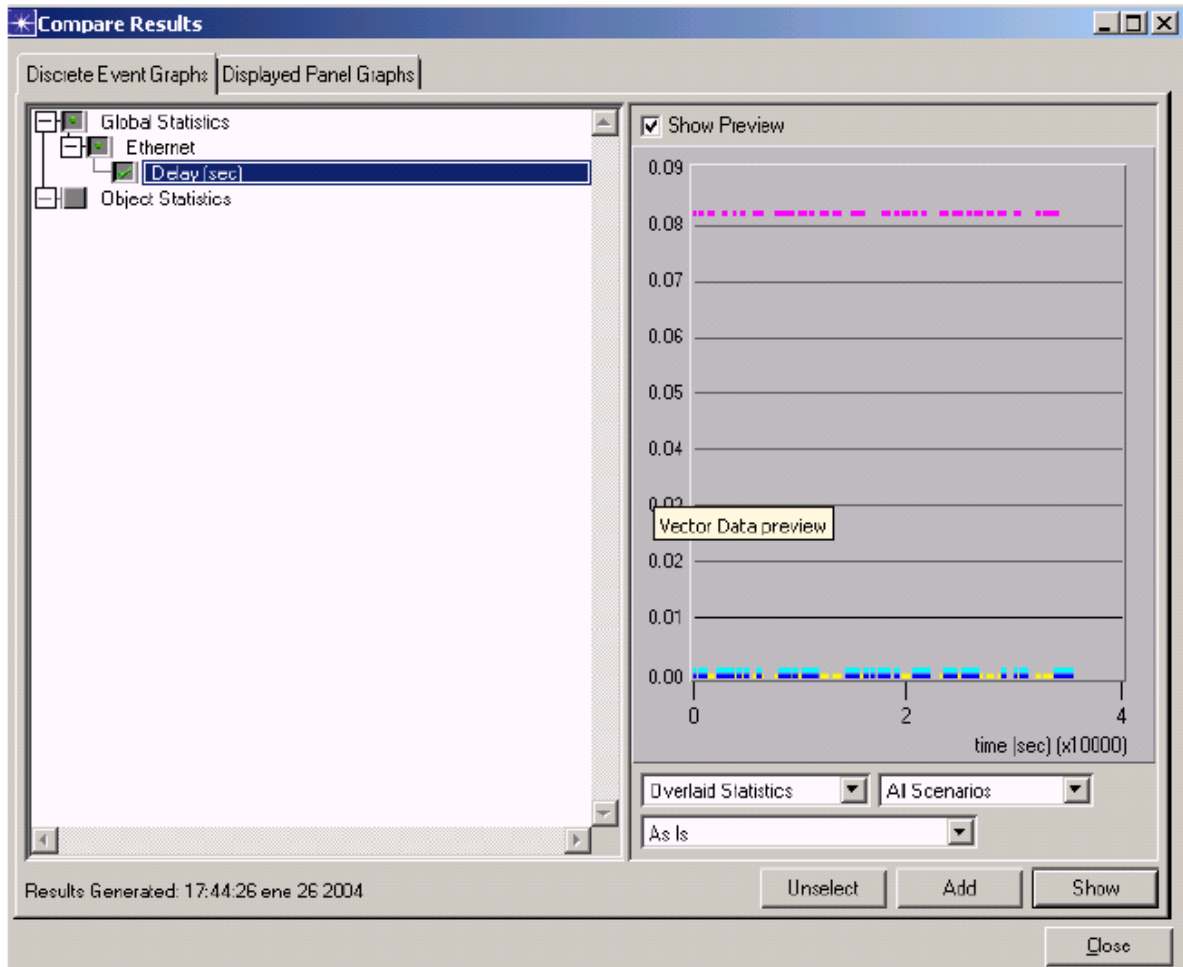 Compare Results
Discrete Event Graphs
Displayed Panel Graphs
Global Statistics
Ethernet
Delay (sec)
Object Statistics
Show Preview
0.09
0.08
0.07
0.06
0.05
0.04
Vector Data preview
0.02
0.01
0.00
0
2
4
time (sec) (x10000)
Overlaid Statistics
All Scenarios
As Is
Results Generated: 17:44:26 ene 26 2004
Unselect
Add
Show
Close